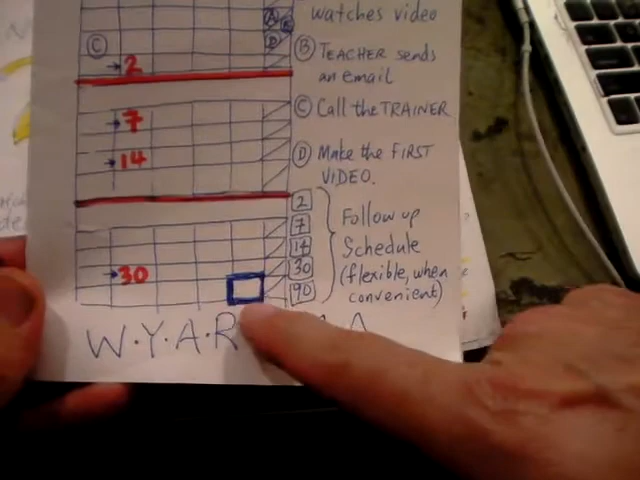 watches video
A
E
D
C
B TEACHER sends
an email
→ 2
C Call the TRAINER
→ 7
→ 14
D Make the FIRST
VIDEO.
2
7
14
30
90
Follow up
Schedule
(flexible, when
convenient)
→ 30
W.Y.A.R